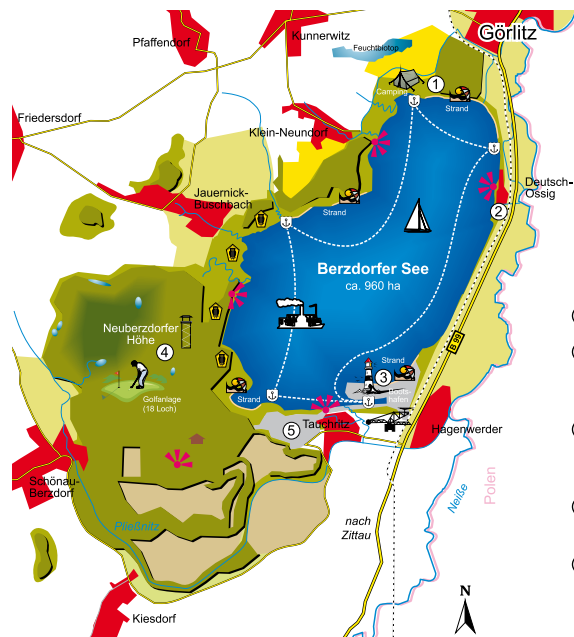 Görlitz
Kunnerwitz
Pfaffendorf
Feuchtbiotop
Camping
1
Strand
Friedersdorf
Klein-Neundorf
Jauernick-
Buschbach
Strand
Deutsch-
Ossig
2
Berzdorfer See
ca. 960 ha
Neuberzdorfer
Höhe
4
B 99
Strand
3
Boots
hafen
Golfanlage
(18 Loch)
Strand
Tauchritz
5
Hagenwerder
Schönau-
Berzdorf
Pließnitz
nach
Zittau
Neiße
Polen
Kiesdorf
N